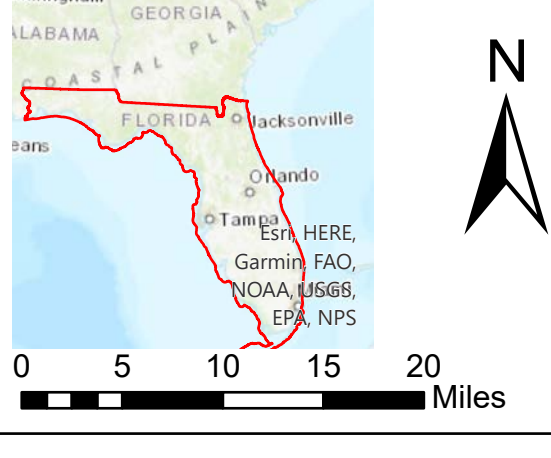 GEORGIA
ALABAMA
COASTAL PLAIN
FLORIDA
Jacksonville
eans
Orlando
Tampa
Esri, HERE,
Garmin, FAO,
NOAA, USGS,
EPA, NPS
N
0 5 10 15 20
Miles